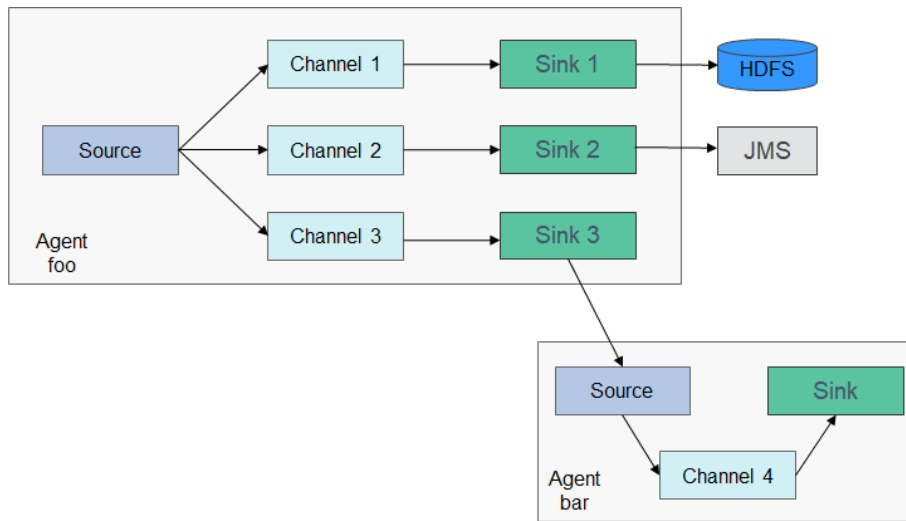 Channel 1
Sink 1
HDFS
Source
Channel 2
Sink 2
JMS
Channel 3
Sink 3
Agent
foo
Source
Sink
Channel 4
Agent
bar